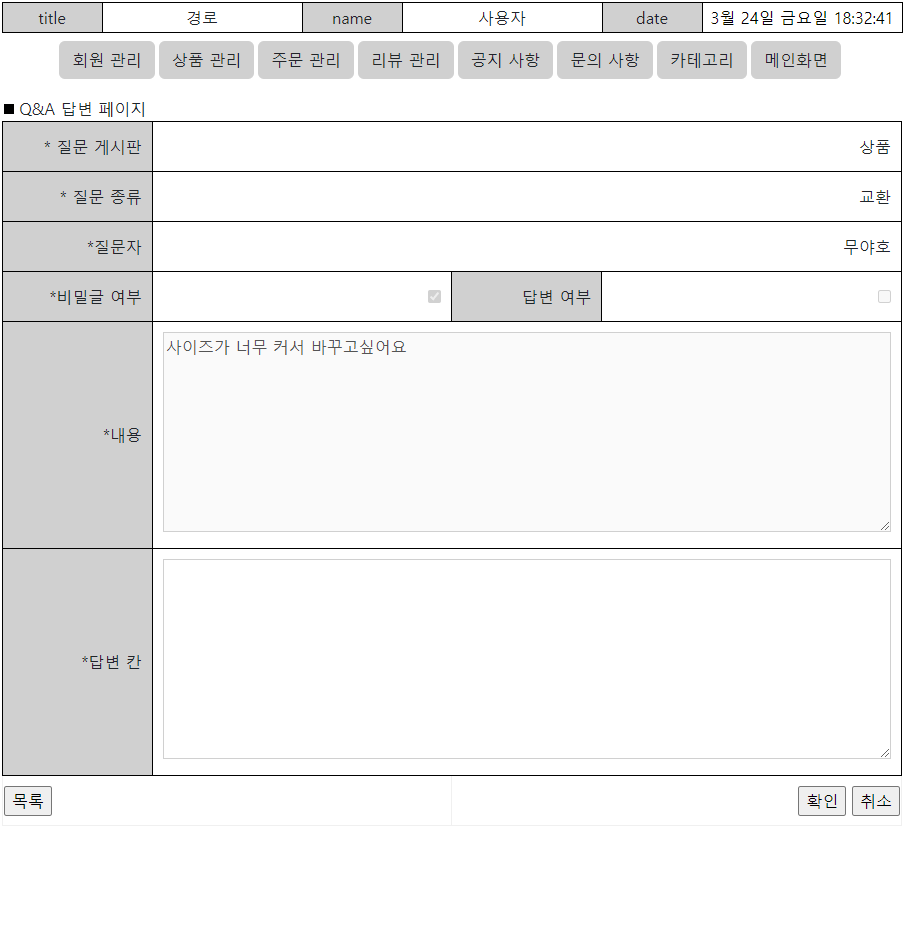 title 경로 name 사용자 date 3월 24일 금요일 18:32:41
회원 관리 상품 관리 주문 관리 리뷰 관리 공지 사항 문의 사항 카테고리 메인화면
■ Q&A 답변 페이지
* 질문 게시판 상품
* 질문 종류 교환
*질문자 무야호
*비밀글 여부 답변 여부
*내용 사이즈가 너무 커서 바꾸고싶어요
*답변 칸
목록 확인 취소